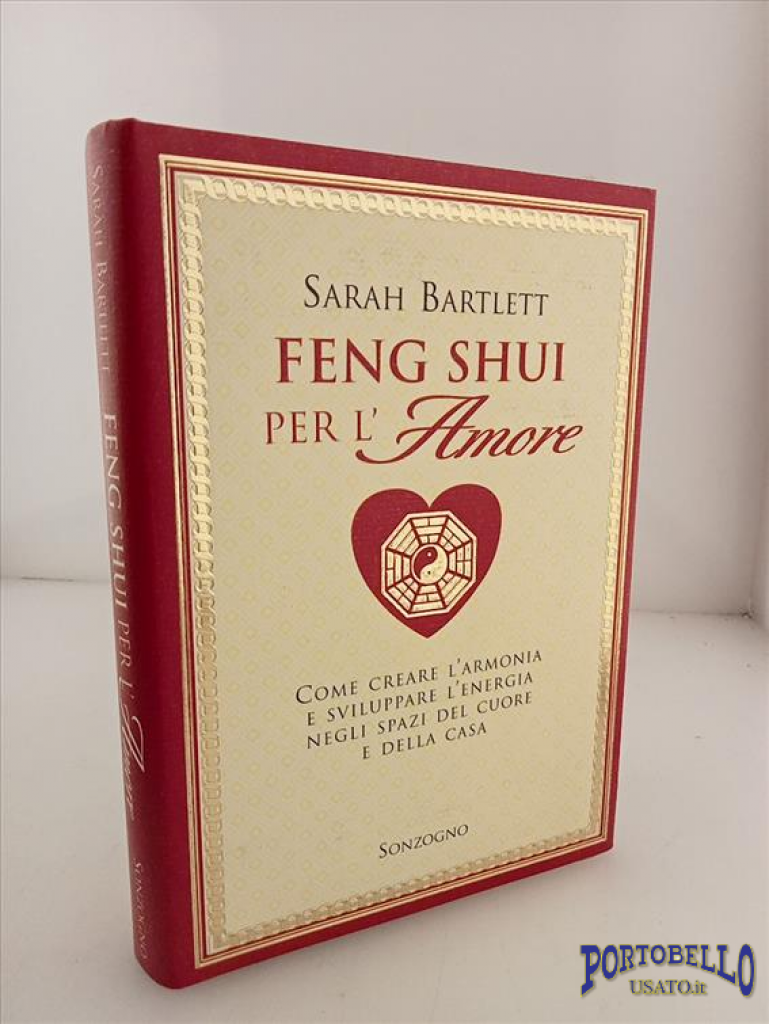 SARAH BARTLETT
FENG SHUI
PER L'Amore
COME CREARE L'ARMONIA
E SVILUPPARE L'ENERGIA
NEGLI SPAZI DEL CUORE
E DELLA CASA
SONZOGNO
SARAH BARTLETT FENG SHUI PER L'Amore SONZOGNO
PORTOBELLO
USATO.it